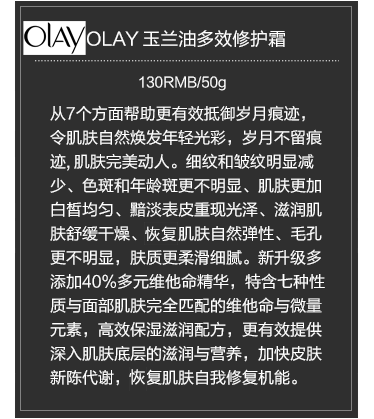 OLAY OLAY 玉兰油多效修护霜
130RMB/50g
从7个方面帮助更有效抵御岁月痕迹，
令肌肤自然焕发年轻光彩，岁月不留痕
迹, 肌肤完美动人。细纹和皱纹明显减
少、色斑和年龄斑更不明显、肌肤更加
白皙均匀、黯淡表皮重现光泽、滋润肌
肤舒缓干燥、恢复肌肤自然弹性、毛孔
更不明显，肤质更柔滑细腻。新升级多
添加40%多元维他命精华，特含七种性
质与面部肌肤完全匹配的维他命与微量
元素，高效保湿滋润配方，更有效提供
深入肌肤底层的滋润与营养，加快皮肤
新陈代谢，恢复肌肤自我修复机能。